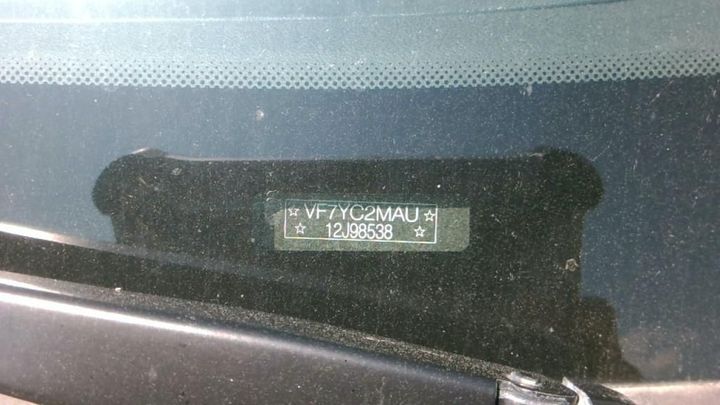 ☆ VF7YC2MAU ☆
☆ 12J98538 ☆